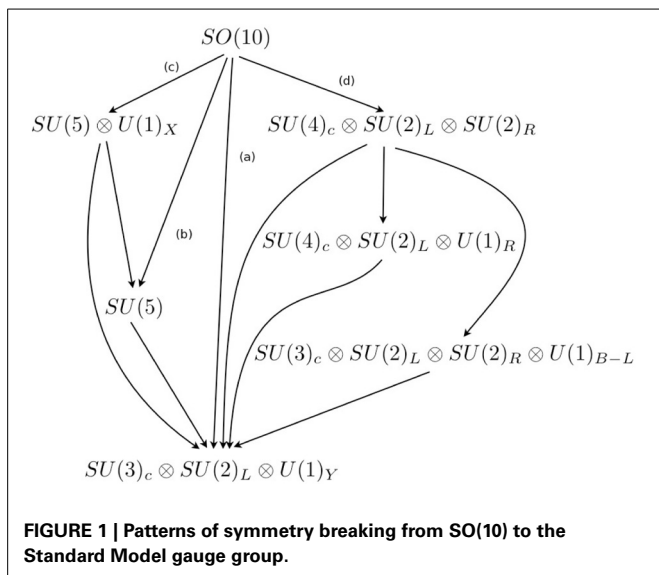 SO(10)
(c)
(d)
SU(5) ⊗ U(1)_X
SU(4)_c ⊗ SU(2)_L ⊗ SU(2)_R
(a)
(b)
SU(4)_c ⊗ SU(2)_L ⊗ U(1)_R
SU(5)
SU(3)_c ⊗ SU(2)_L ⊗ SU(2)_R ⊗ U(1)_{B−L}
SU(3)_c ⊗ SU(2)_L ⊗ U(1)_Y
FIGURE 1 | Patterns of symmetry breaking from SO(10) to the
Standard Model gauge group.